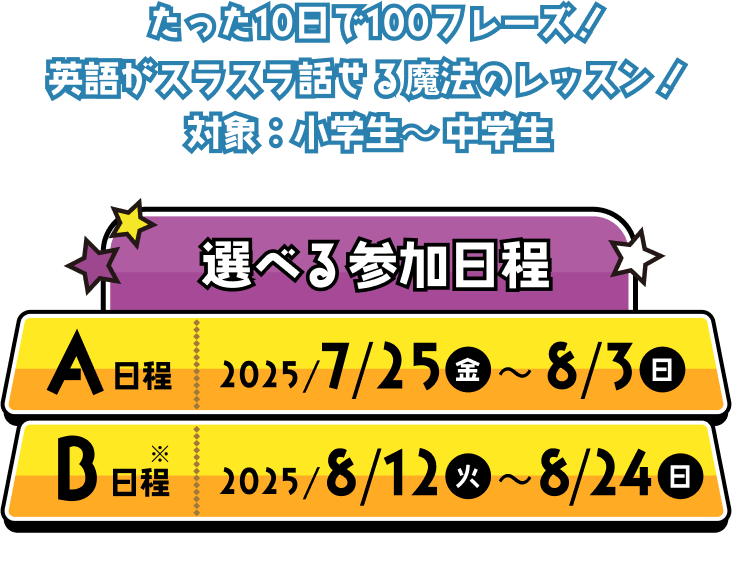 たった10日で100フレーズ！
英語がスラスラ話せる魔法のレッスン！
対象：小学生〜中学生
選べる参加日程
A日程 2025/7/25金〜8/3日
B日程※ 2025/8/12火〜8/24日